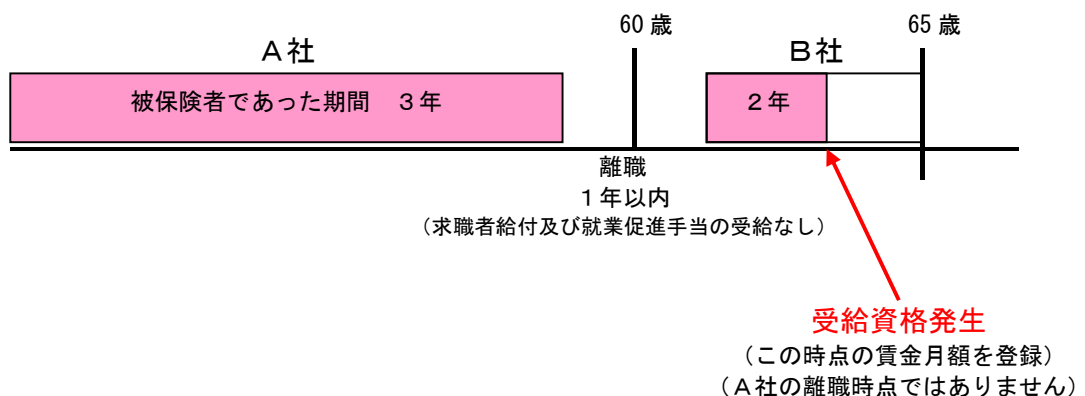 60 歳
65 歳
Ａ社
Ｂ社
被保険者であった期間　３年
２年
離職
１年以内
（求職者給付及び就業促進手当の受給なし）
受給資格発生
（この時点の賃金月額を登録）
（Ａ社の離職時点ではありません）